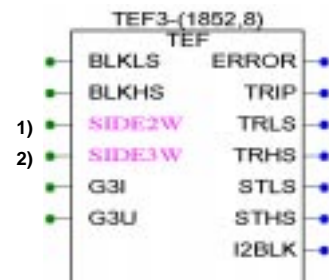 TEF3-(1852,8)
TEF
BLKLS ERROR
BLKHS TRIP
1) SIDE2W TRLS
2) SIDE3W TRHS
G3I STLS
G3U STHS
I2BLK